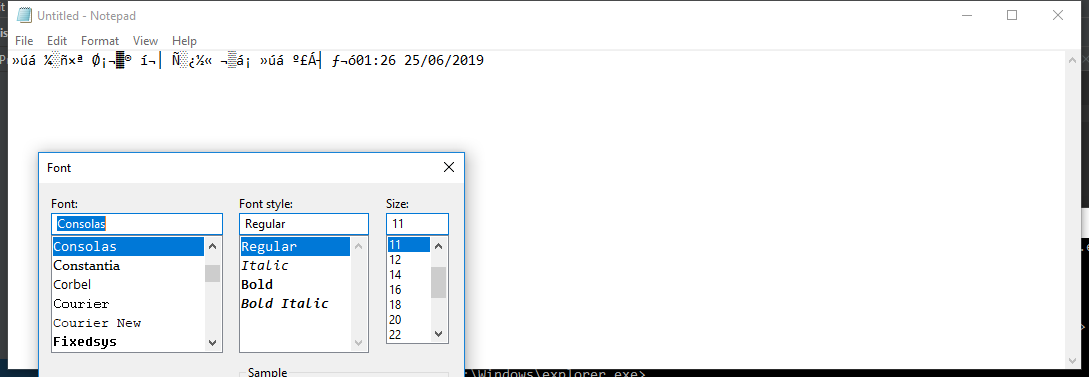 Untitled - Notepad
File Edit Format View Help
»úá ¼░ñ×ª Ø¡¬▓® í¬│ Ñ░¿½« ¬▒á¡ »úá º£Á┤ ƒ¬ó01:26 25/06/2019
Font
Font: Font style: Size:
Consolas Regular 11
Consolas Regular 11
Constantia Italic 12
Corbel Bold 14
Courier Bold Italic 16
Courier New 18
Fixedsys 20
22
Sample
:\Windows\explorer.exe>